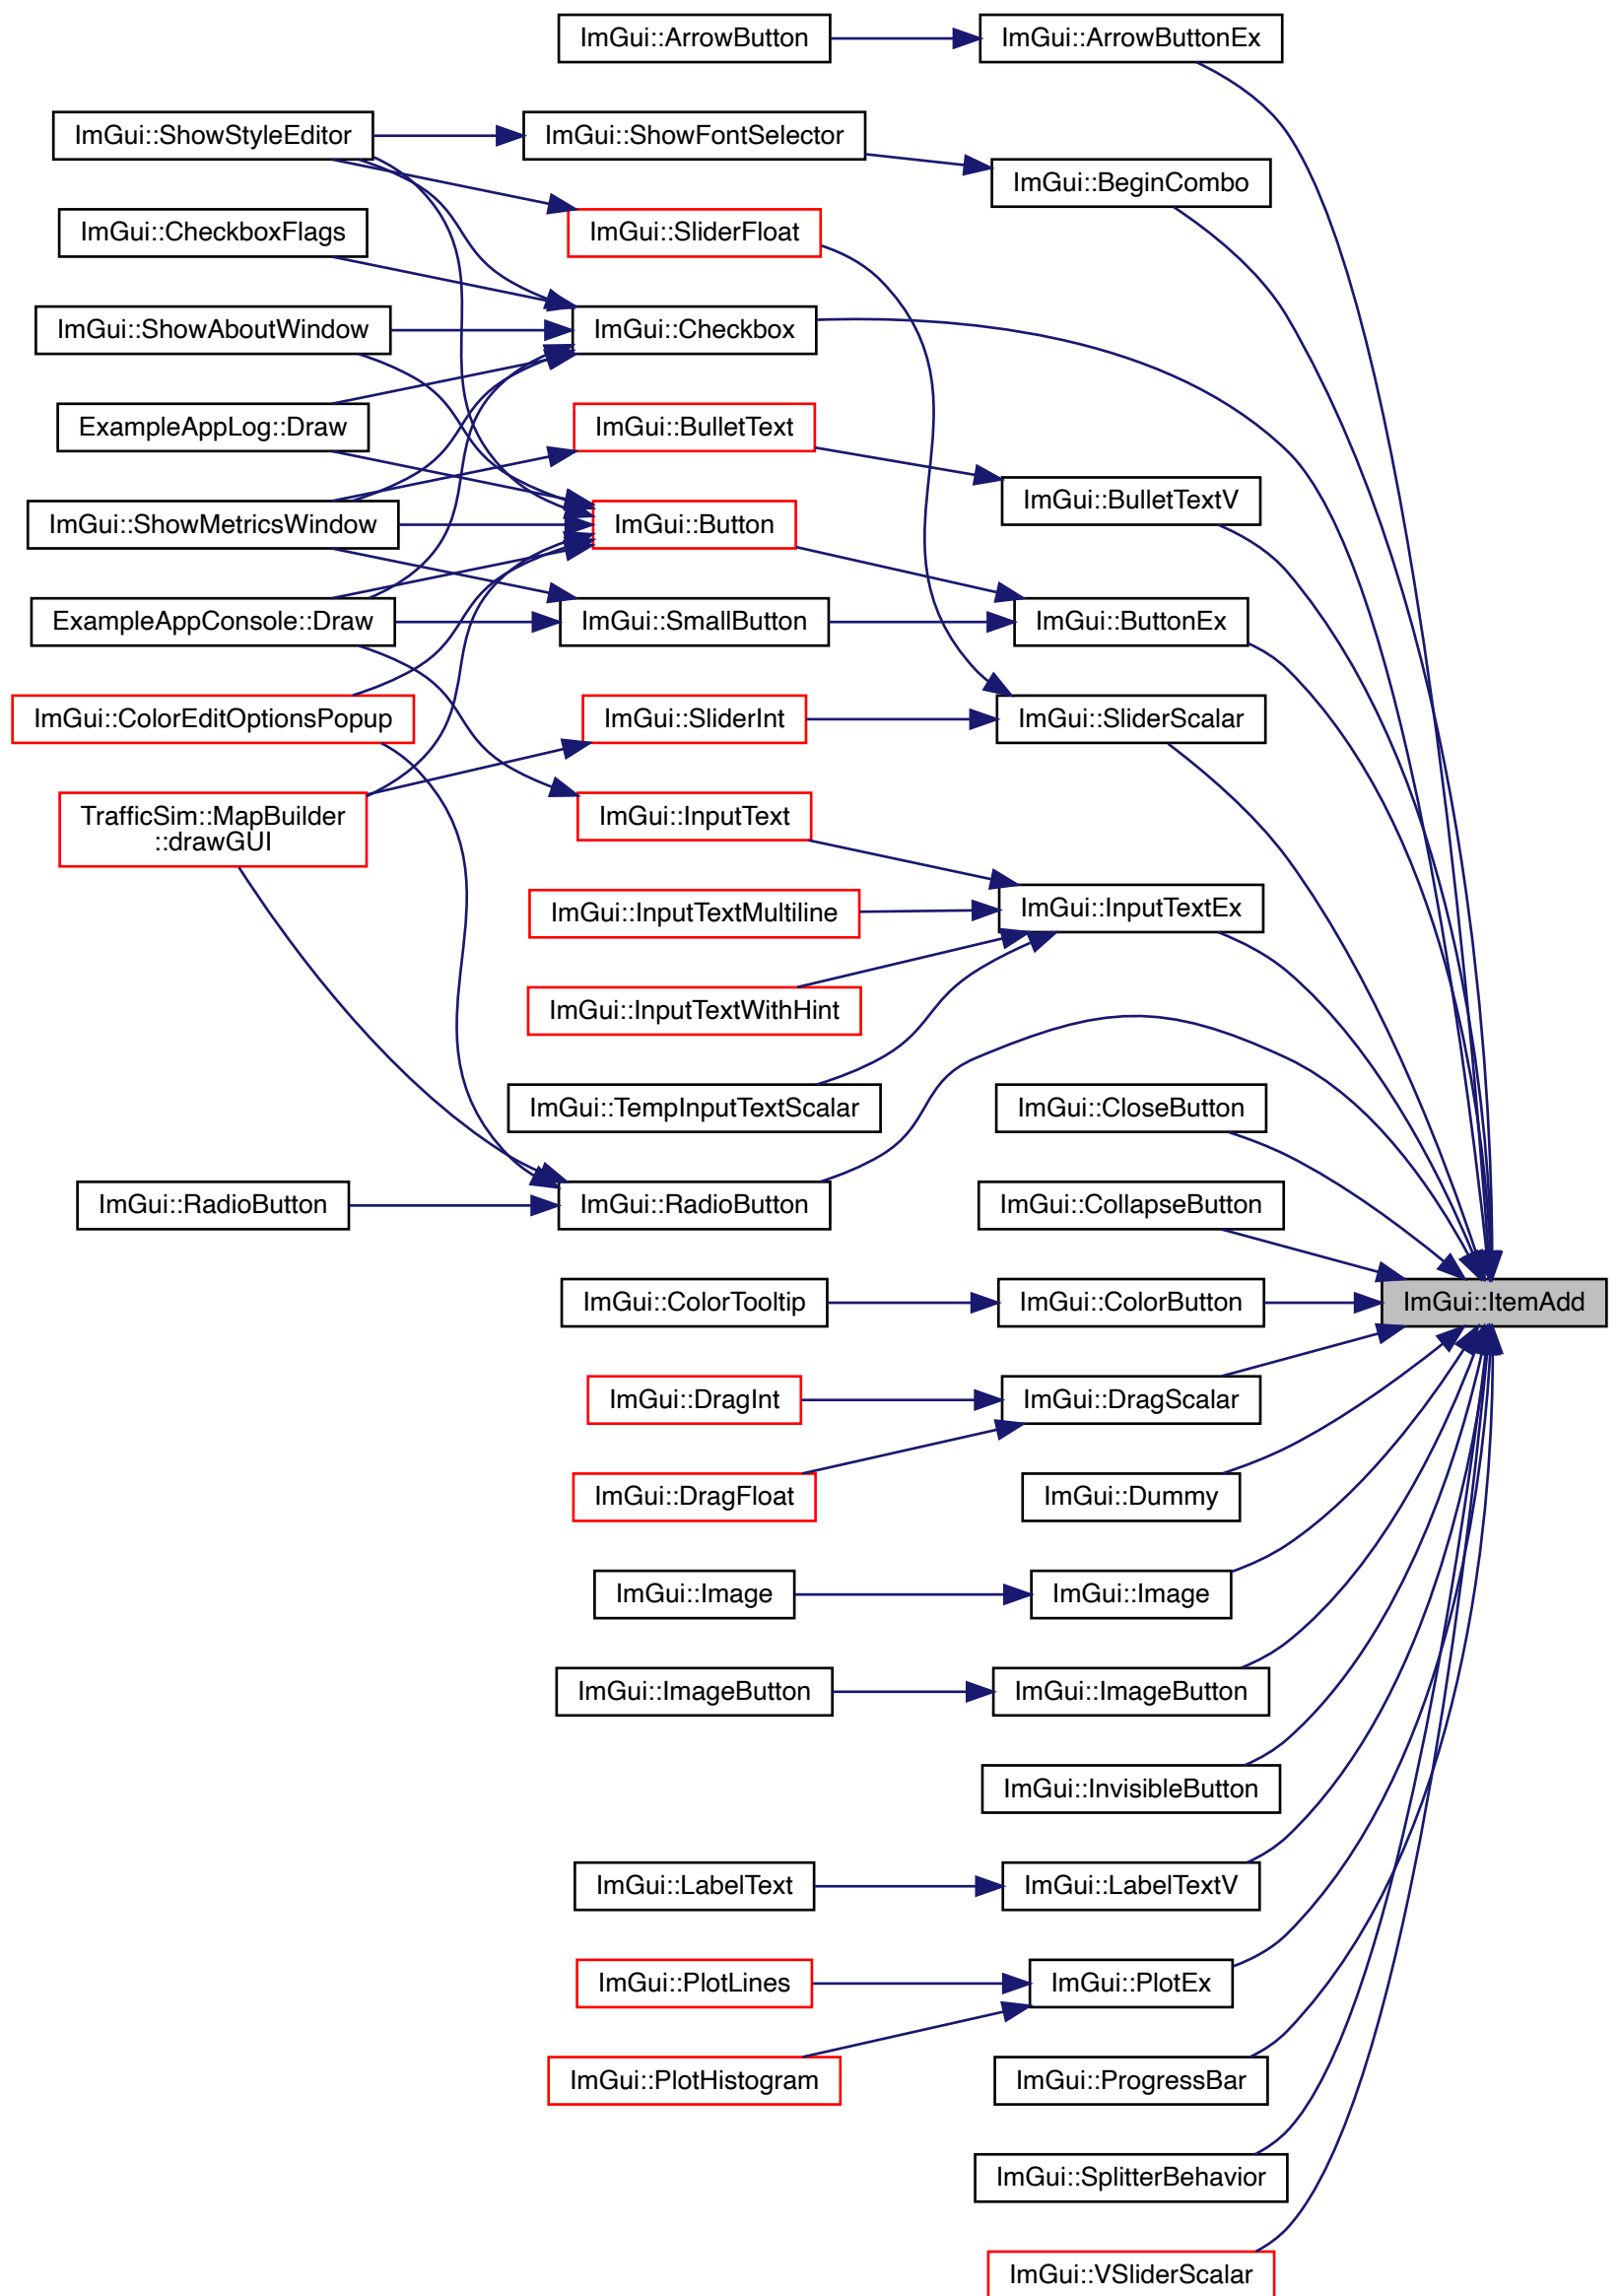 ImGui::ArrowButton
ImGui::ArrowButtonEx
ImGui::ShowStyleEditor
ImGui::ShowFontSelector
ImGui::BeginCombo
ImGui::CheckboxFlags
ImGui::SliderFloat
ImGui::ShowAboutWindow
ImGui::Checkbox
ExampleAppLog::Draw
ImGui::BulletText
ImGui::BulletTextV
ImGui::ShowMetricsWindow
ImGui::Button
ExampleAppConsole::Draw
ImGui::SmallButton
ImGui::ButtonEx
ImGui::ColorEditOptionsPopup
ImGui::SliderInt
ImGui::SliderScalar
TrafficSim::MapBuilder
::drawGUI
ImGui::InputText
ImGui::InputTextMultiline
ImGui::InputTextEx
ImGui::InputTextWithHint
ImGui::TempInputTextScalar
ImGui::CloseButton
ImGui::RadioButton
ImGui::RadioButton
ImGui::CollapseButton
ImGui::ColorTooltip
ImGui::ColorButton
ImGui::ItemAdd
ImGui::DragInt
ImGui::DragScalar
ImGui::DragFloat
ImGui::Dummy
ImGui::Image
ImGui::Image
ImGui::ImageButton
ImGui::ImageButton
ImGui::InvisibleButton
ImGui::LabelText
ImGui::LabelTextV
ImGui::PlotLines
ImGui::PlotEx
ImGui::PlotHistogram
ImGui::ProgressBar
ImGui::SplitterBehavior
ImGui::VSliderScalar